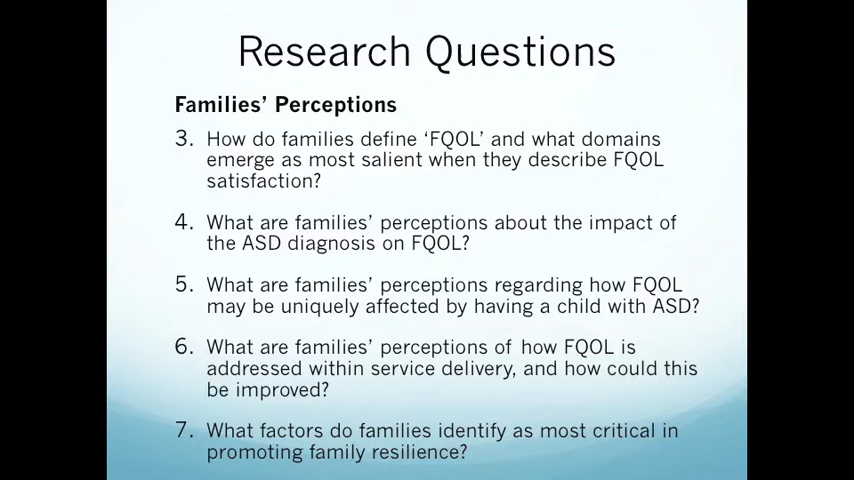 Research Questions
Families’ Perceptions
3. How do families define ‘FQOL’ and what domains
emerge as most salient when they describe FQOL
satisfaction?
4. What are families’ perceptions about the impact of
the ASD diagnosis on FQOL?
5. What are families’ perceptions regarding how FQOL
may be uniquely affected by having a child with ASD?
6. What are families’ perceptions of how FQOL is
addressed within service delivery, and how could this
be improved?
7. What factors do families identify as most critical in
promoting family resilience?